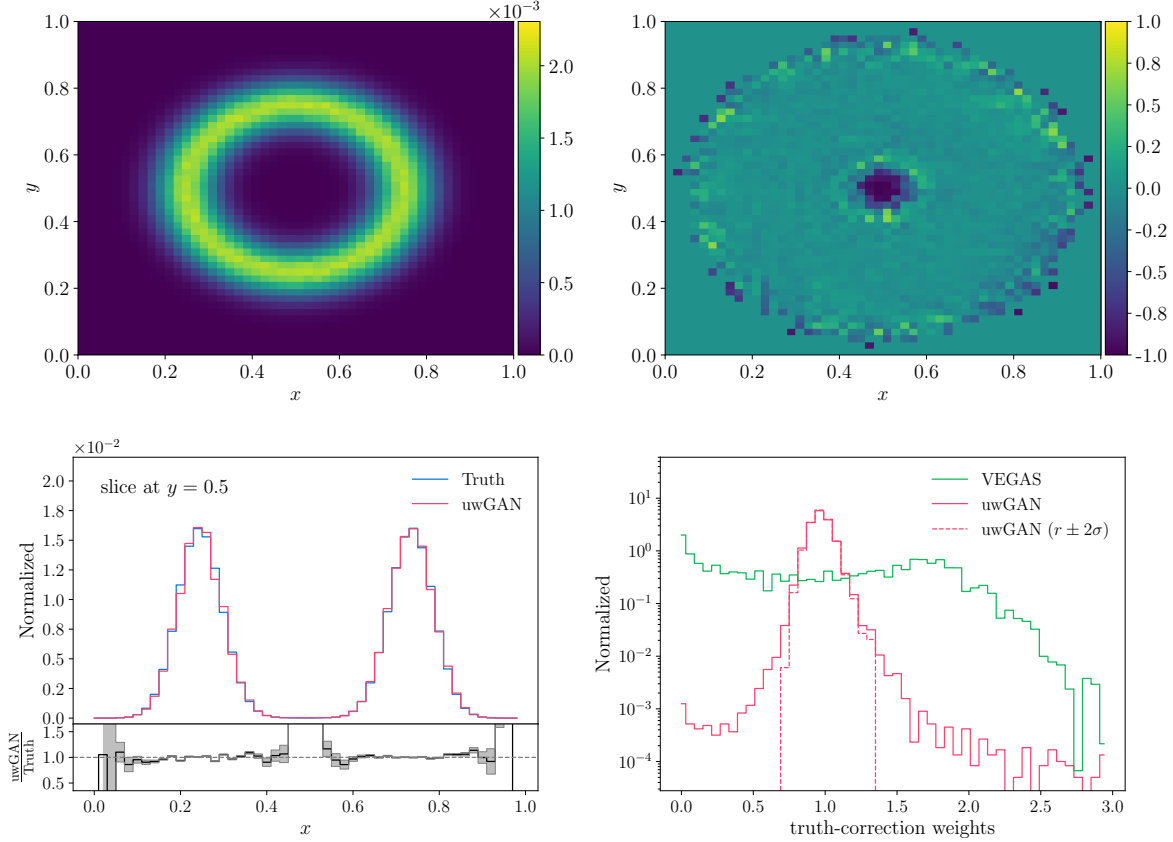 ×10−3
1.0
0.8
0.6
0.4
0.2
0.0
y
0.0 0.2 0.4 0.6 0.8 1.0
x
2.0
1.5
1.0
0.5
0.0
1.0
0.8
0.6
0.4
0.2
0.0
y
0.0 0.2 0.4 0.6 0.8 1.0
x
1.0
0.8
0.5
0.2
0.0
-0.2
-0.5
-0.8
-1.0
×10−2
slice at y = 0.5
Truth
uwGAN
2.0
1.8
1.5
1.2
1.0
0.8
0.5
0.2
0.0
Normalized
1.5
1.0
0.5
uwGAN
Truth
0.0 0.2 0.4 0.6 0.8 1.0
x
VEGAS
uwGAN
uwGAN (r ± 2σ)
10^1
10^0
10^−1
10^−2
10^−3
10^−4
Normalized
0.0 0.5 1.0 1.5 2.0 2.5 3.0
truth-correction weights